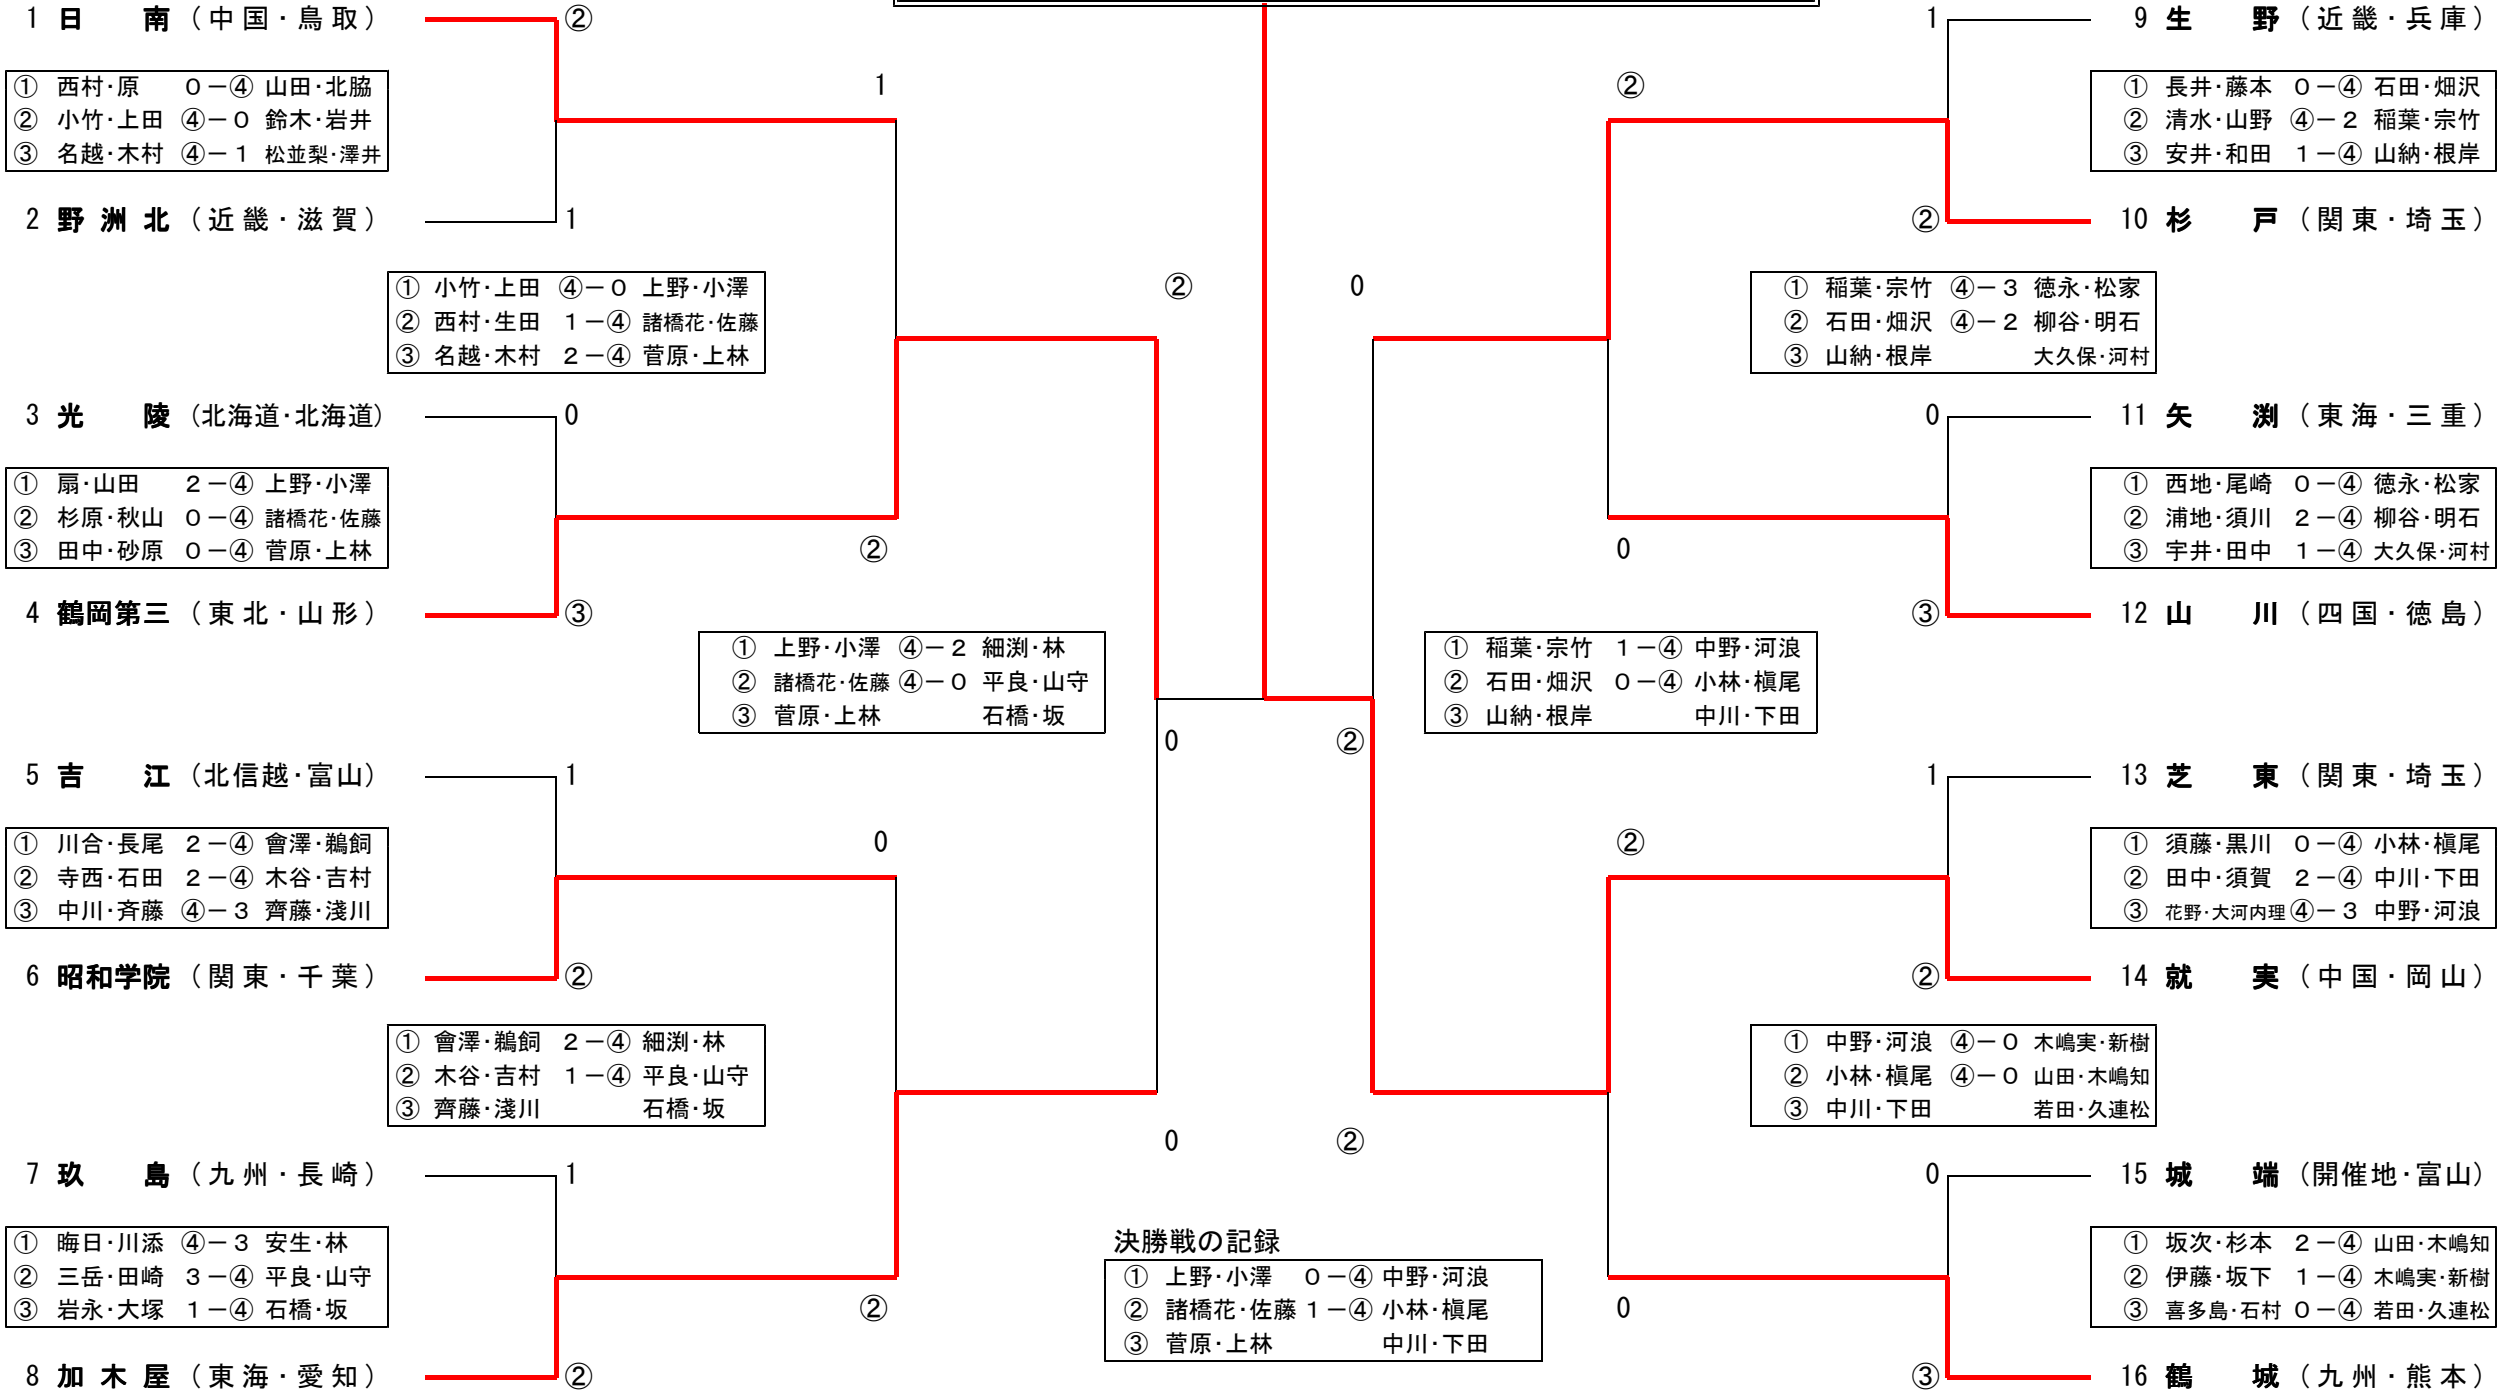 1 日　南 (中国・鳥取) ②
① 西村・原 0－④ 山田・北脇
② 小竹・上田 ④－0 鈴木・岩井
③ 名越・木村 ④－1 松並梨・澤井
1
2 野洲北 (近畿・滋賀) 1
① 小竹・上田 ④－0 上野・小澤
② 西村・生田 1－④ 諸橋花・佐藤
③ 名越・木村 2－④ 菅原・上林
②
3 光　陵 (北海道・北海道) 0
① 扇・山田 2－④ 上野・小澤
② 杉原・秋山 0－④ 諸橋花・佐藤
③ 田中・砂原 0－④ 菅原・上林
②
4 鶴岡第三 (東北・山形) ③
① 上野・小澤 ④－2 細渕・林
② 諸橋花・佐藤 ④－0 平良・山守
③ 菅原・上林 石橋・坂
0
5 吉　江 (北信越・富山) 1
① 川合・長尾 2－④ 會澤・鵜飼
② 寺西・石田 2－④ 木谷・吉村
③ 中川・斉藤 ④－3 齊藤・淺川
0
6 昭和学院 (関東・千葉) ②
① 會澤・鵜飼 2－④ 細渕・林
② 木谷・吉村 1－④ 平良・山守
③ 齊藤・淺川 石橋・坂
0
7 玖　島 (九州・長崎) 1
① 晦日・川添 ④－3 安生・林
② 三岳・田崎 3－④ 平良・山守
③ 岩永・大塚 1－④ 石橋・坂
②
8 加木屋 (東海・愛知) ②
1 9 生　野 (近畿・兵庫)
② 
① 長井・藤本 0－④ 石田・畑沢
② 清水・山野 ④－2 稲葉・宗竹
③ 安井・和田 1－④ 山納・根岸
② 10 杉　戸 (関東・埼玉)
0
① 稲葉・宗竹 ④－3 徳永・松家
② 石田・畑沢 ④－2 柳谷・明石
③ 山納・根岸 大久保・河村
0 11 矢　渕 (東海・三重)
① 西地・尾崎 0－④ 徳永・松家
② 浦地・須川 2－④ 柳谷・明石
③ 宇井・田中 1－④ 大久保・河村
0
③ 12 山　川 (四国・徳島)
① 稲葉・宗竹 1－④ 中野・河浪
② 石田・畑沢 0－④ 小林・槇尾
③ 山納・根岸 中川・下田
②
1 13 芝　東 (関東・埼玉)
② 
① 須藤・黒川 0－④ 小林・槇尾
② 田中・須賀 2－④ 中川・下田
③ 花野・大河内理 ④－3 中野・河浪
② 14 就　実 (中国・岡山)
① 中野・河浪 ④－0 木嶋実・新樹
② 小林・槇尾 ④－0 山田・木嶋知
③ 中川・下田 若田・久連松
②
0 15 城　端 (開催地・富山)
① 坂次・杉本 2－④ 山田・木嶋知
② 伊藤・坂下 1－④ 木嶋実・新樹
③ 喜多島・石村 0－④ 若田・久連松
0
③ 16 鶴　城 (九州・熊本)
決勝戦の記録
① 上野・小澤 0－④ 中野・河浪
② 諸橋花・佐藤 1－④ 小林・槇尾
③ 菅原・上林 中川・下田